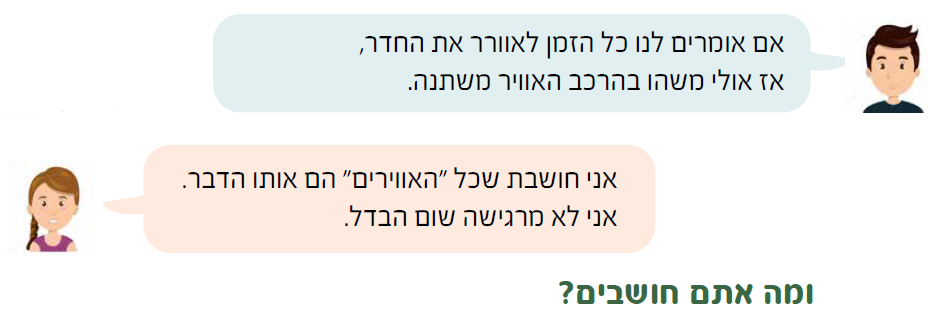 אם אומרים לנו כל הזמן לאוורר את החדר,
אז אולי משהו בהרכב האוויר משתנה.
אני חושבת שכל "האווירים" הם אותו הדבר.
אני לא מרגישה שום הבדל.
ומה אתם חושבים?